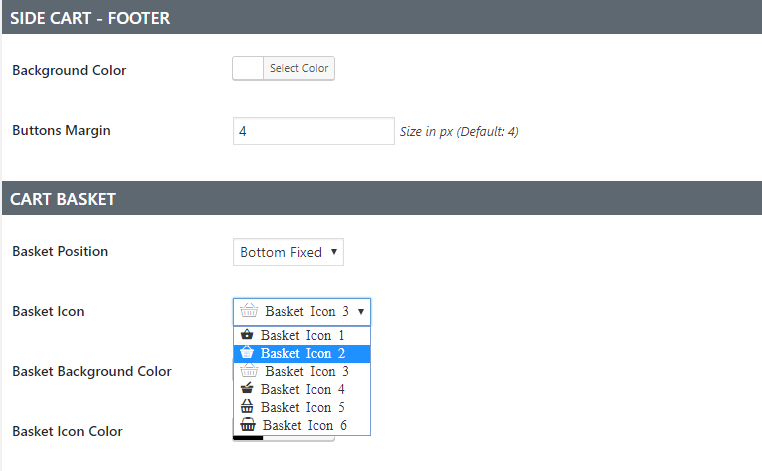 SIDE CART - FOOTER
Background Color Select Color
Buttons Margin 4 Size in px (Default: 4)
CART BASKET
Basket Position Bottom Fixed
Basket Icon Basket Icon 3
Basket Icon 1
Basket Icon 2
Basket Icon 3
Basket Background Color
Basket Icon 4
Basket Icon 5
Basket Icon 6
Basket Icon Color